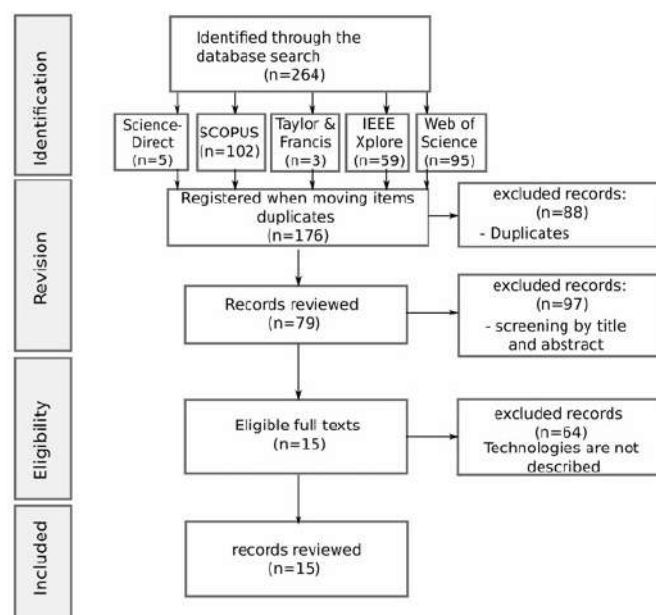 Identification
Identified through the
database search
(n=264)
Science-
Direct
(n=5)
SCOPUS
(n=102)
Taylor &
Francis
(n=3)
IEEE
Xplore
(n=59)
Web of
Science
(n=95)
Revision
Registered when moving items
duplicates
(n=176)
excluded records:
(n=88)
- Duplicates
Records reviewed
(n=79)
excluded records:
(n=97)
- screening by title
and abstract
Eligibility
Eligible full texts
(n=15)
excluded records
(n=64)
Technologies are not
described
Included
records reviewed
(n=15)